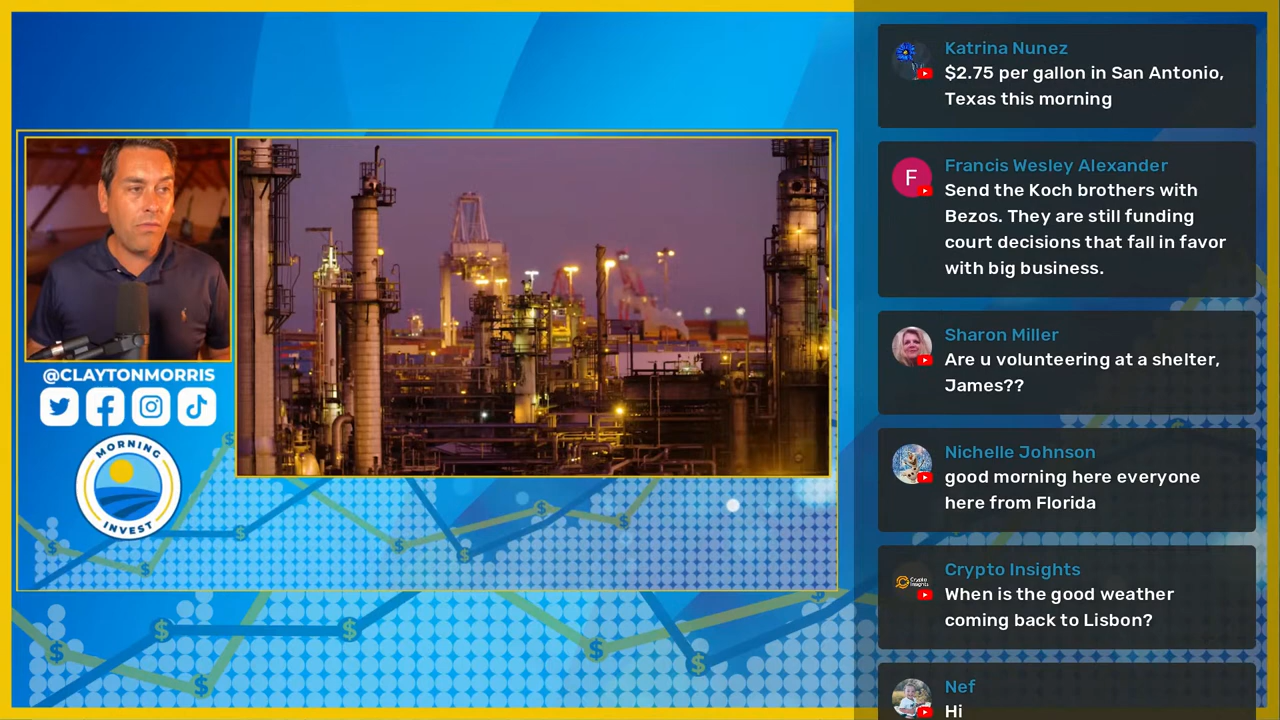 @CLAYTONMORRIS
MORNING
INVEST
Katrina Nunez
$2.75 per gallon in San Antonio,
Texas this morning
F
Francis Wesley Alexander
Send the Koch brothers with
Bezos. They are still funding
court decisions that fall in favor
with big business.
Sharon Miller
Are u volunteering at a shelter,
James??
Nichelle Johnson
good morning here everyone
here from Florida
Crypto
Insights
Crypto Insights
When is the good weather
coming back to Lisbon?
Nef
Hi